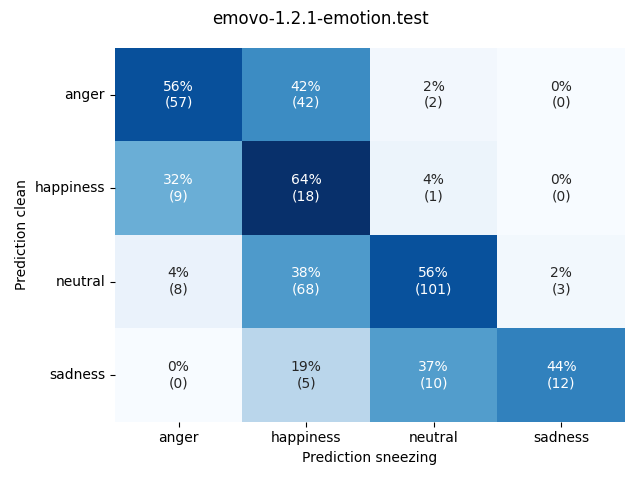 emovo-1.2.1-emotion.test
Prediction clean
anger
56%
(57)
42%
(42)
2%
(2)
0%
(0)
happiness
32%
(9)
64%
(18)
4%
(1)
0%
(0)
neutral
4%
(8)
38%
(68)
56%
(101)
2%
(3)
sadness
0%
(0)
19%
(5)
37%
(10)
44%
(12)
anger
happiness
neutral
sadness
Prediction sneezing